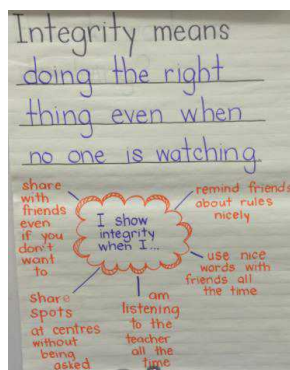 Integrity means
doing the right
thing even when
no one is watching.
share
with
friends
even
if you
don't
want
to
I show
integrity
when I...
remind friends
about rules
nicely
use nice
words with
friends all
the time
share
spots
at centres
without
being
asked
I am
listening
to the
teacher
all the
time